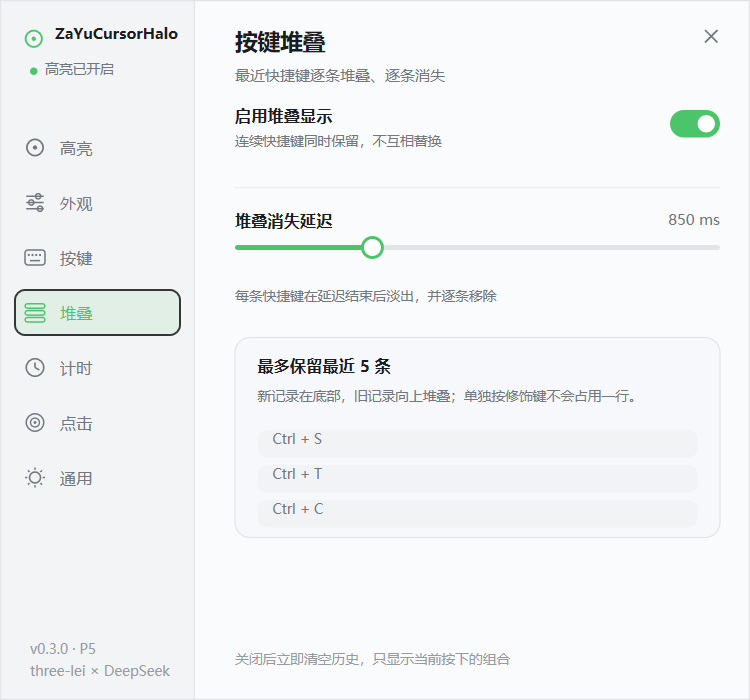 ZaYuCursorHalo
高亮已开启
高亮
外观
按键
堆叠
计时
点击
通用
v0.3.0 · P5
three-lei × DeepSeek
按键堆叠
最近快捷键逐条堆叠、逐条消失
启用堆叠显示
连续快捷键同时保留，不互相替换
堆叠消失延迟
850 ms
每条快捷键在延迟结束后淡出，并逐条移除
最多保留最近 5 条
新记录在底部，旧记录向上堆叠；单独按修饰键不会占用一行。
Ctrl + S
Ctrl + T
Ctrl + C
关闭后立即清空历史，只显示当前按下的组合